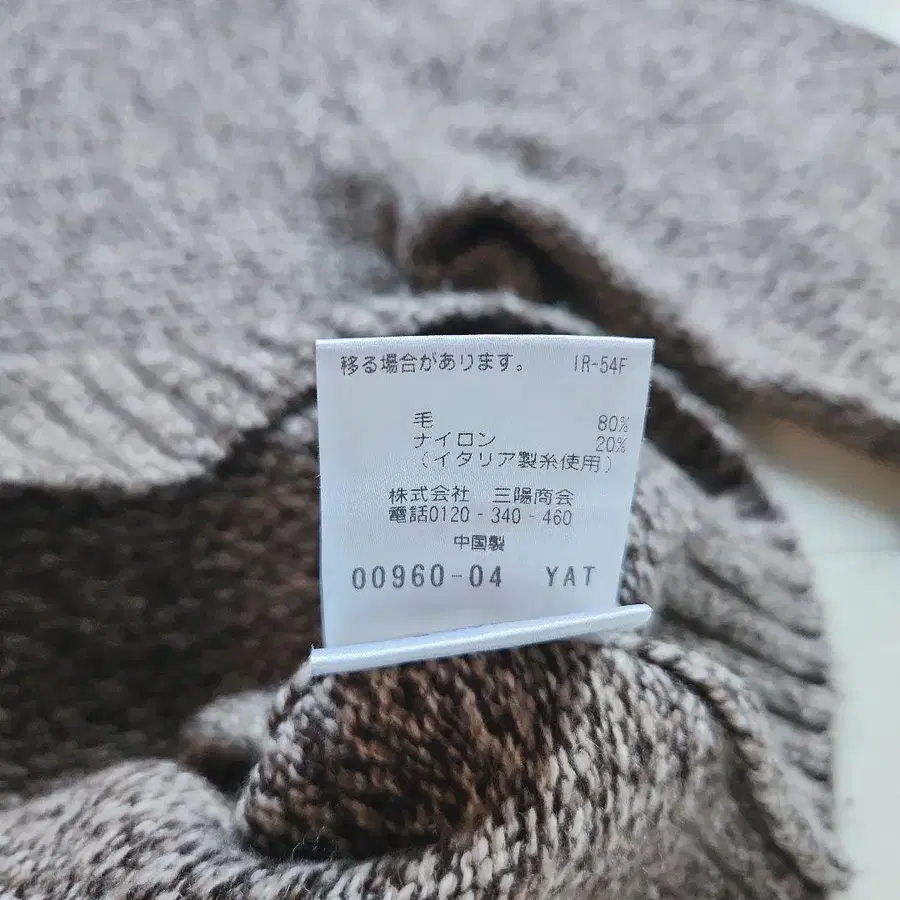 移る場合があります。 IR-54F
毛 80%
ナイロン 20%
(イタリア製糸使用)
株式会社 三陽商会
電話0120-340-460
中国製
00960-04 YAT